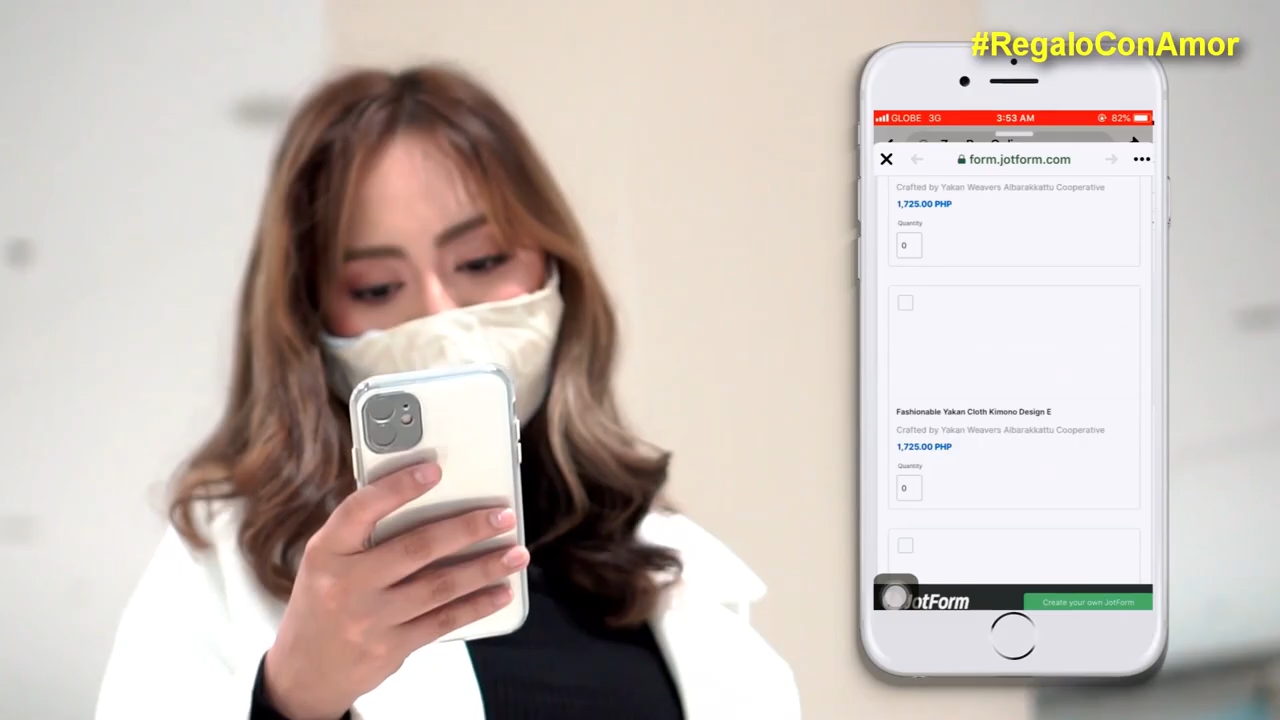 #RegaloConAmor
GLOBE 3G 3:53 AM 82%
form.jotform.com
Crafted by Yakan Weavers Albarakkattu Cooperative
1,725.00 PHP
Quantity
0
Fashionable Yakan Cloth Kimono Design E
Crafted by Yakan Weavers Albarakkattu Cooperative
1,725.00 PHP
Quantity
0
JotForm
Create your own JotForm